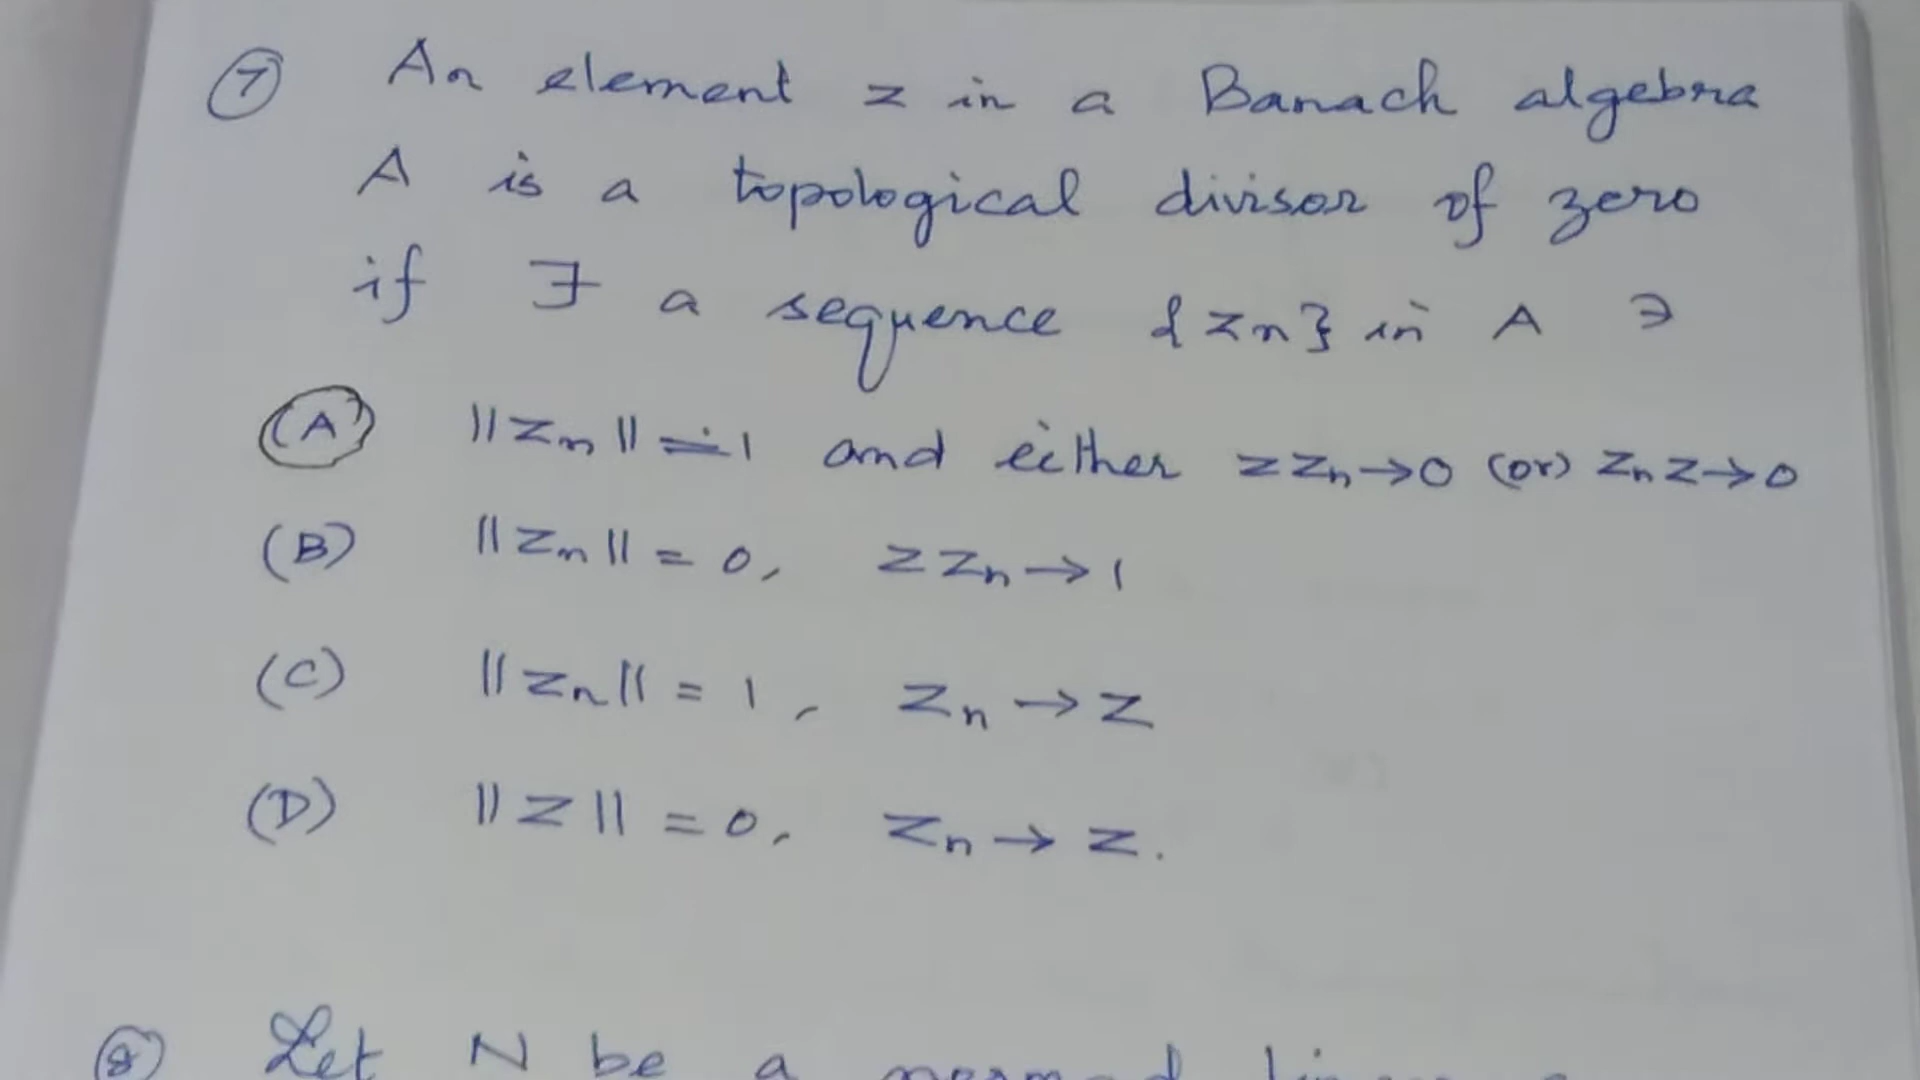 (7) An element z in a Banach algebra
A is a topological divisor of zero
if ∃ a sequence {zn} in A ∋
(A) ||zn|| = 1 and either zzn→0 (or) znz→0
(B) ||zn|| = 0, zzn→1
(C) ||zn|| = 1, zn→z
(D) ||z|| = 0, zn→z.
(8) Let N be a